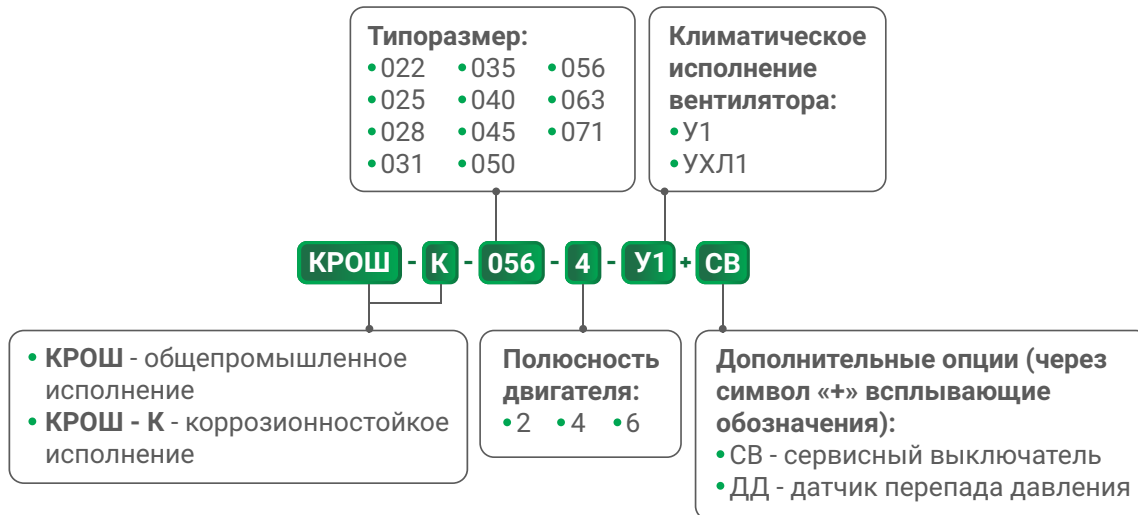 Типоразмер:
• 022 • 035 • 056
• 025 • 040 • 063
• 028 • 045 • 071
• 031 • 050
Климатическое
исполнение
вентилятора:
• У1
• УХЛ1
КРОШ - К - 056 - 4 - У1 + СВ
• КРОШ - общепромышленное
исполнение
• КРОШ - К - коррозионностойкое
исполнение
Полюсность
двигателя:
• 2 • 4 • 6
Дополнительные опции (через
символ «+» всплывающие
обозначения):
• СВ - сервисный выключатель
• ДД - датчик перепада давления